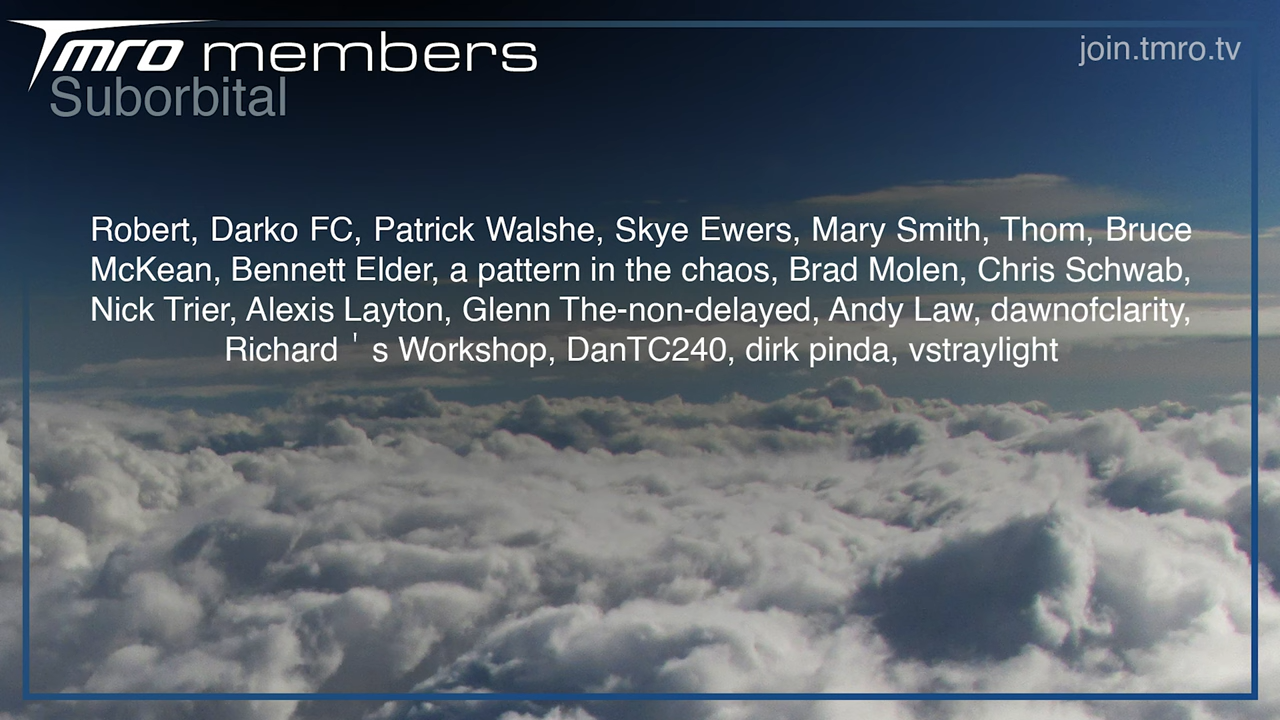 Tmro members
join.tmro.tv
Suborbital
Robert, Darko FC, Patrick Walshe, Skye Ewers, Mary Smith, Thom, Bruce
McKean, Bennett Elder, a pattern in the chaos, Brad Molen, Chris Schwab,
Nick Trier, Alexis Layton, Glenn The-non-delayed, Andy Law, dawnofclarity,
Richard ' s Workshop, DanTC240, dirk pinda, vstraylight